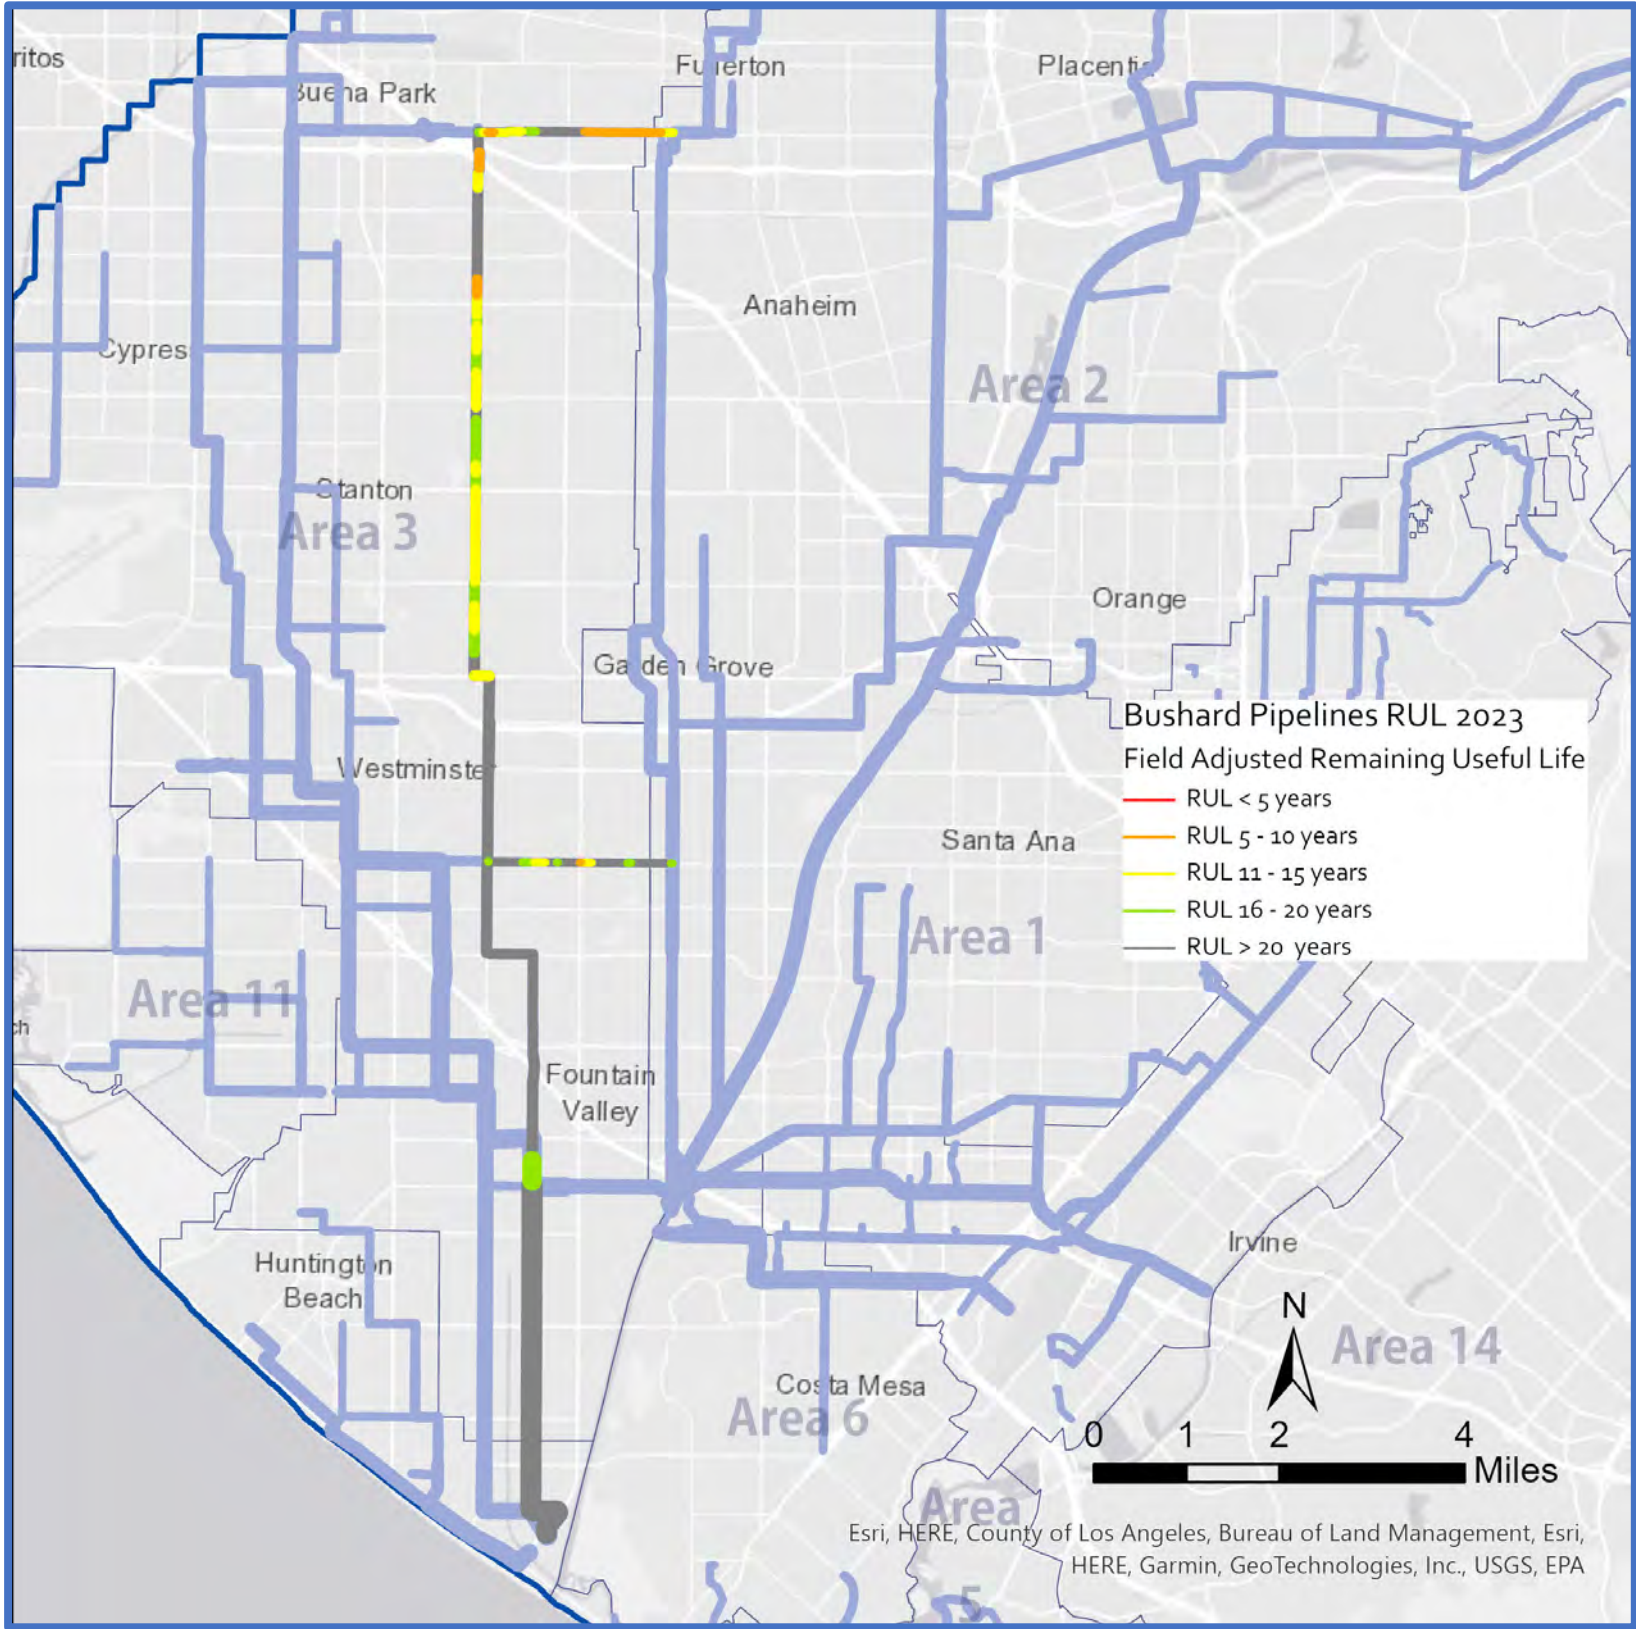 ritos
Fullerton
Placentia
Buena Park
Anaheim
Cypres
Area 2
Stanton
Area 3
Orange
Garden Grove
Bushard Pipelines RUL 2023
Field Adjusted Remaining Useful Life
RUL < 5 years
RUL 5 - 10 years
RUL 11 - 15 years
RUL 16 - 20 years
RUL > 20 years
Westminster
Santa Ana
Area 1
Area 11
ch
Fountain
Valley
Irvine
Huntington
Beach
N
Area 14
Costa Mesa
Area 6
0 1 2 4
Miles
Area
5
Esri, HERE, County of Los Angeles, Bureau of Land Management, Esri,
HERE, Garmin, GeoTechnologies, Inc., USGS, EPA